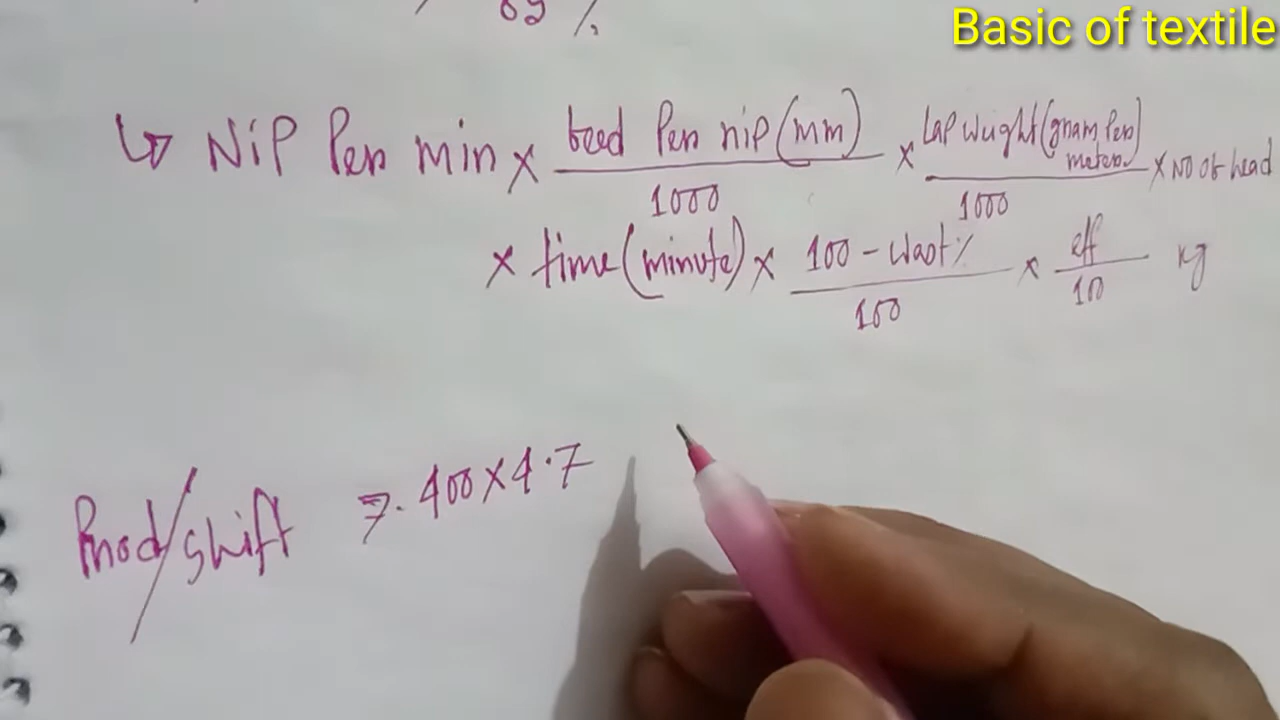 Basic of textile
89 %.
↳ NiP Per min × feed Per nip (mm) / 1000 × Lap weight (gram Per meter) / 1000 × No of head
× time (minute) × 100 - Wast% / 100 × eff / 100 kg
Prod/shift = 400 × 4.7